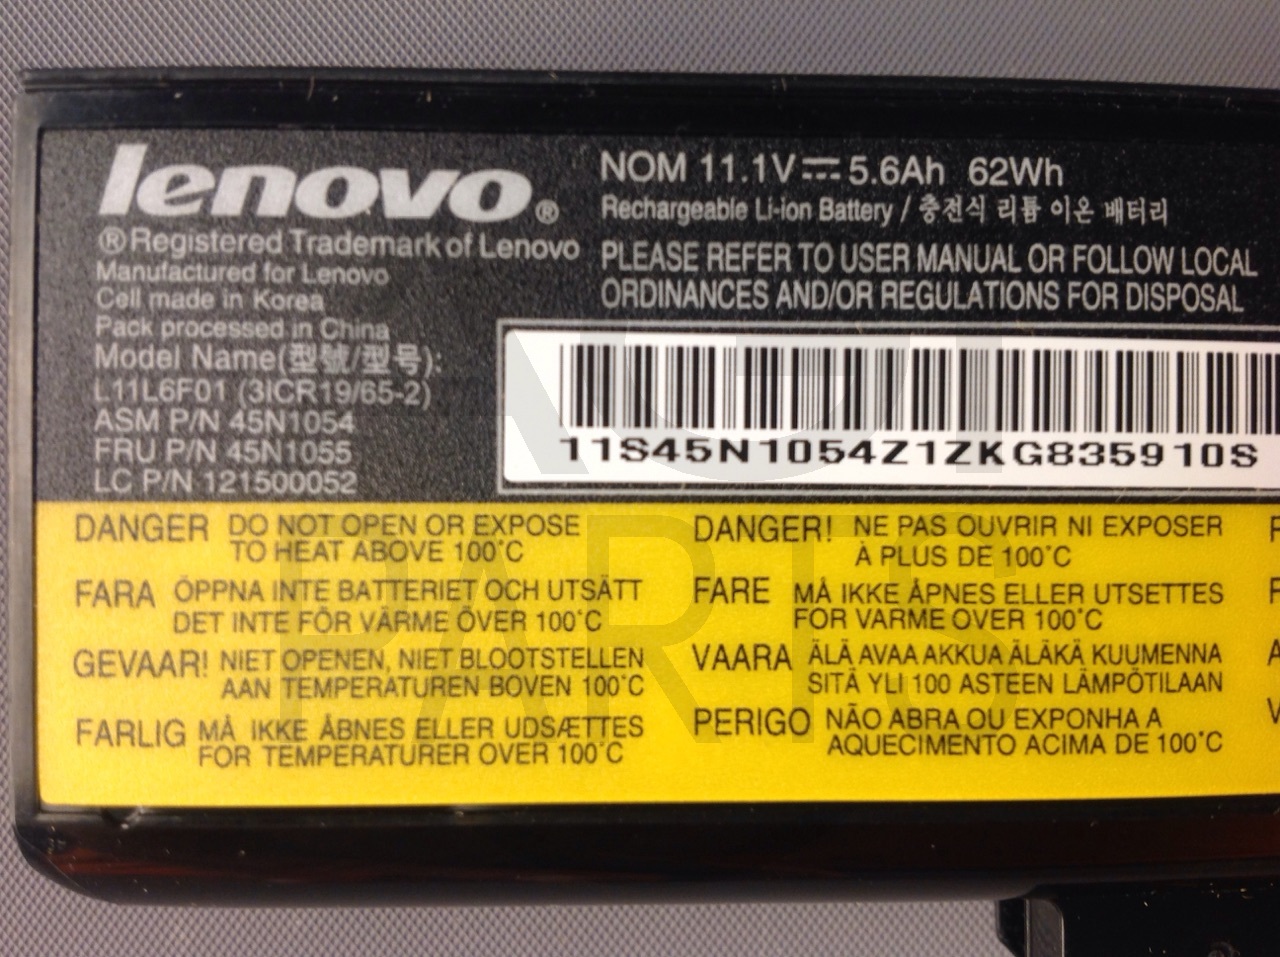 lenovo®
® Registered Trademark of Lenovo
Manufactured for Lenovo
Cell made in Korea
Pack processed in China
Model Name(型號/型号):
L11L6F01 (3ICR19/65-2)
ASM P/N 45N1054
FRU P/N 45N1055
LC P/N 121500052
NOM 11.1V⎓5.6Ah 62Wh
Rechargeable Li-ion Battery / 충전식 리튬 이온 배터리
PLEASE REFER TO USER MANUAL OR FOLLOW LOCAL
ORDINANCES AND/OR REGULATIONS FOR DISPOSAL
11S45N1054Z1ZKG835910S
DANGER DO NOT OPEN OR EXPOSE
TO HEAT ABOVE 100°C
FARA ÖPPNA INTE BATTERIET OCH UTSÄTT
DET INTE FÖR VÄRME ÖVER 100°C
GEVAAR! NIET OPENEN, NIET BLOOTSTELLEN
AAN TEMPERATUREN BOVEN 100°C
FARLIG MÅ IKKE ÅBNES ELLER UDSÆTTES
FOR TEMPERATURER OVER 100°C
DANGER! NE PAS OUVRIR NI EXPOSER
À PLUS DE 100°C
FARE MÅ IKKE ÅPNES ELLER UTSETTES
FOR VARME OVER 100°C
VAARA ÄLÄ AVAA AKKUA ÄLÄKÄ KUUMENNA
SITÄ YLI 100 ASTEEN LÄMPÖTILAAN
PERIGO NÃO ABRA OU EXPONHA A
AQUECIMENTO ACIMA DE 100°C
PARTS